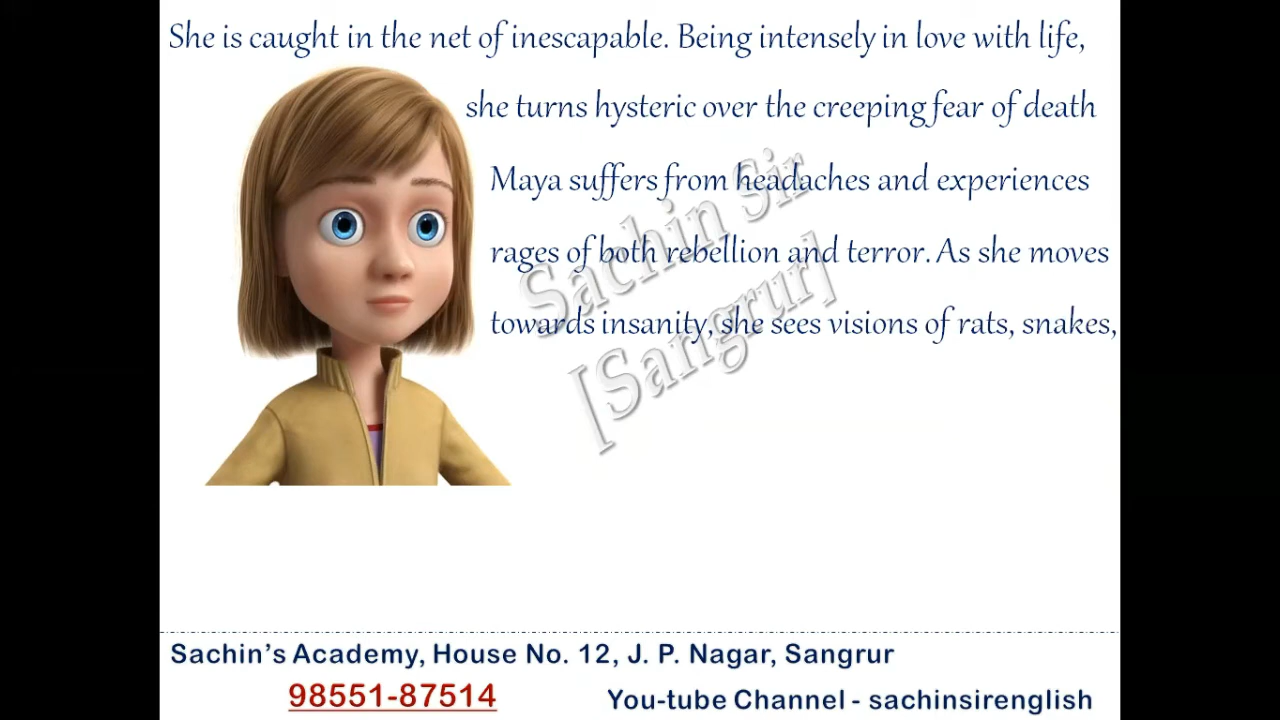 She is caught in the net of inescapable. Being intensely in love with life,
she turns hysteric over the creeping fear of death
Maya suffers from headaches and experiences
rages of both rebellion and terror. As she moves
towards insanity, she sees visions of rats, snakes,
Sachin Sir
[Sangrur]
Sachin's Academy, House No. 12, J. P. Nagar, Sangrur
98551-87514
You-tube Channel - sachinsirenglish